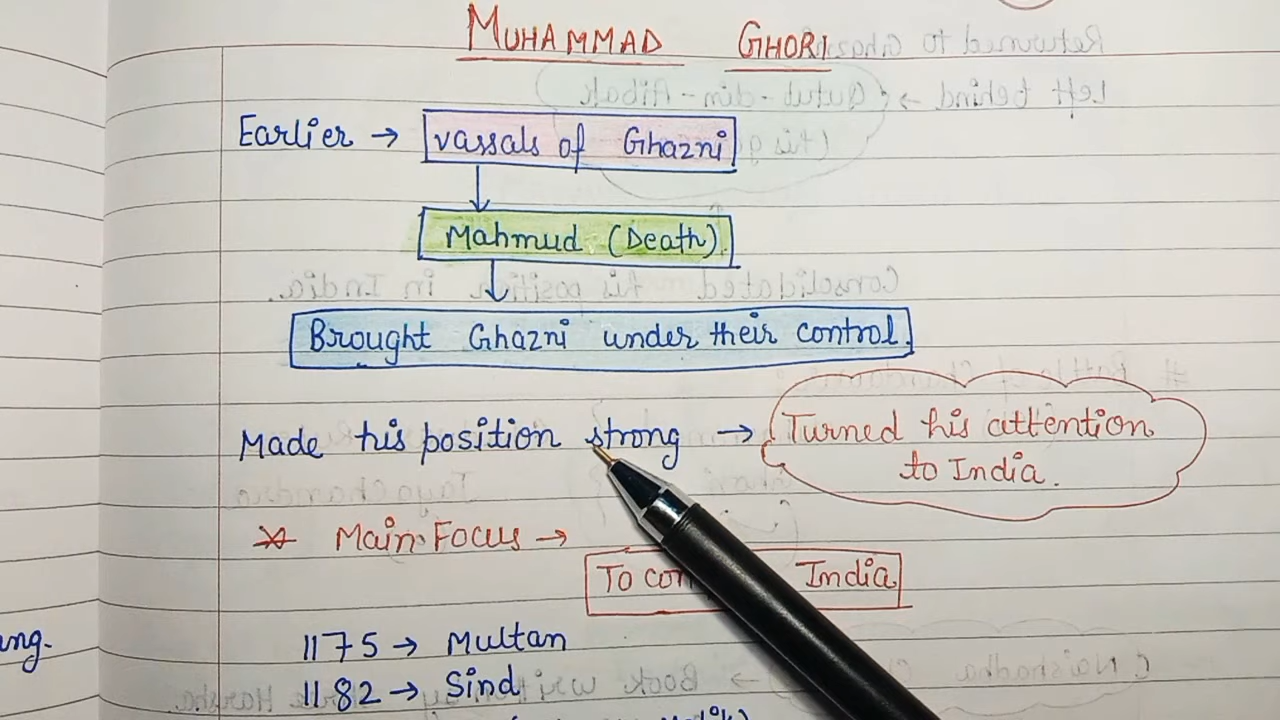 MUHAMMAD GHORI
Earlier → vassals of Ghazni
Mahmud (Death).
Brought Ghazni under their control.
Made his position strong → Turned his attention
to India.
Main Focus →
To India
1175 → Multan
1182 → Sind